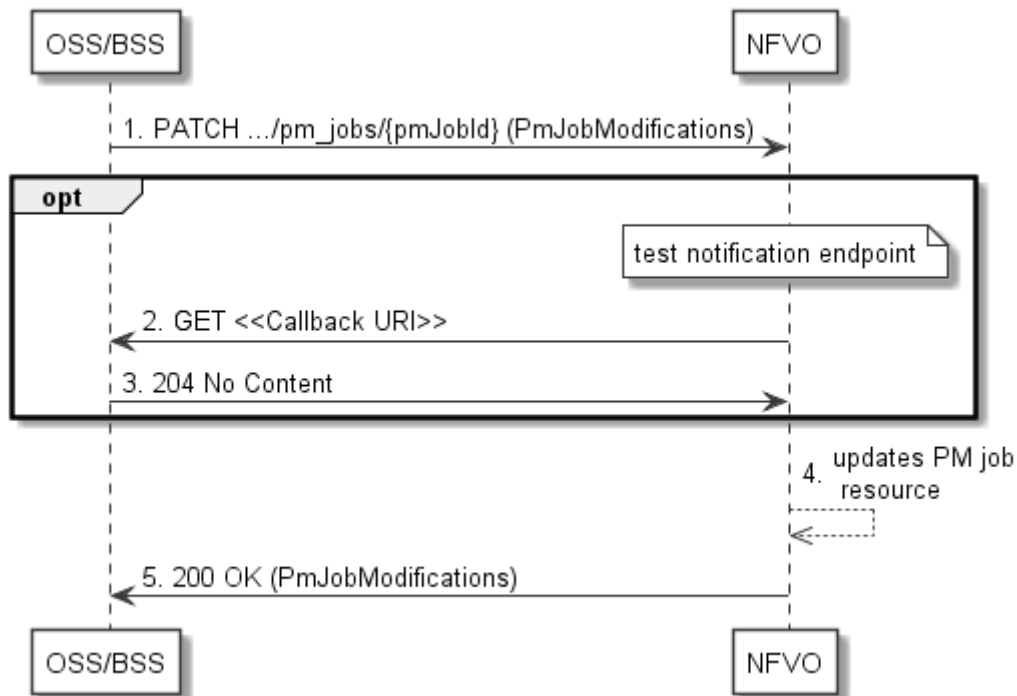 OSS/BSS
NFVO
1. PATCH .../pm_jobs/{pmJobId} (PmJobModifications)
opt
test notification endpoint
2. GET <<Callback URI>>
3. 204 No Content
4. updates PM job
resource
5. 200 OK (PmJobModifications)
OSS/BSS
NFVO